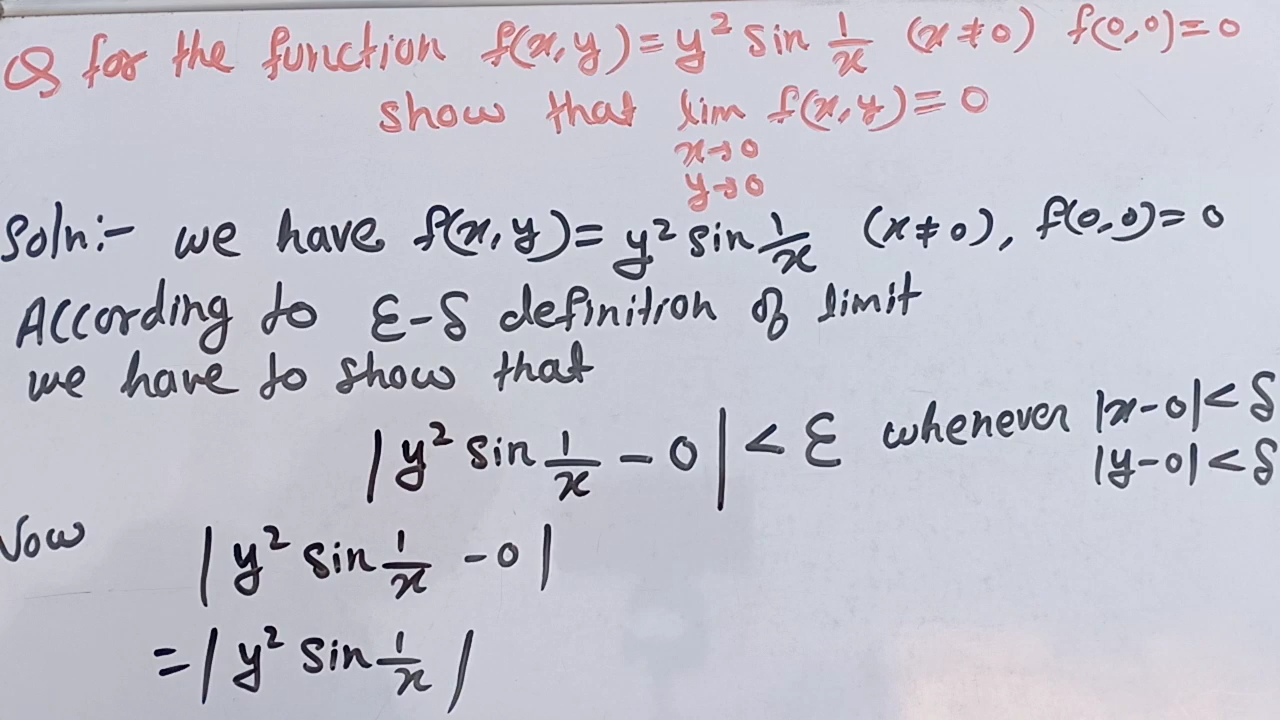 Q for the function f(x,y) = y² sin 1/x (x ≠ 0) f(0,0) = 0
show that lim f(x,y) = 0
x→0
y→0
Soln:- we have f(x,y) = y² sin 1/x (x ≠ 0), f(0,0) = 0
According to ε-δ definition of limit
we have to show that
|y² sin 1/x - 0| < ε whenever |x-0| < δ
|y-0| < δ
Now
|y² sin 1/x - 0|
= |y² sin 1/x|